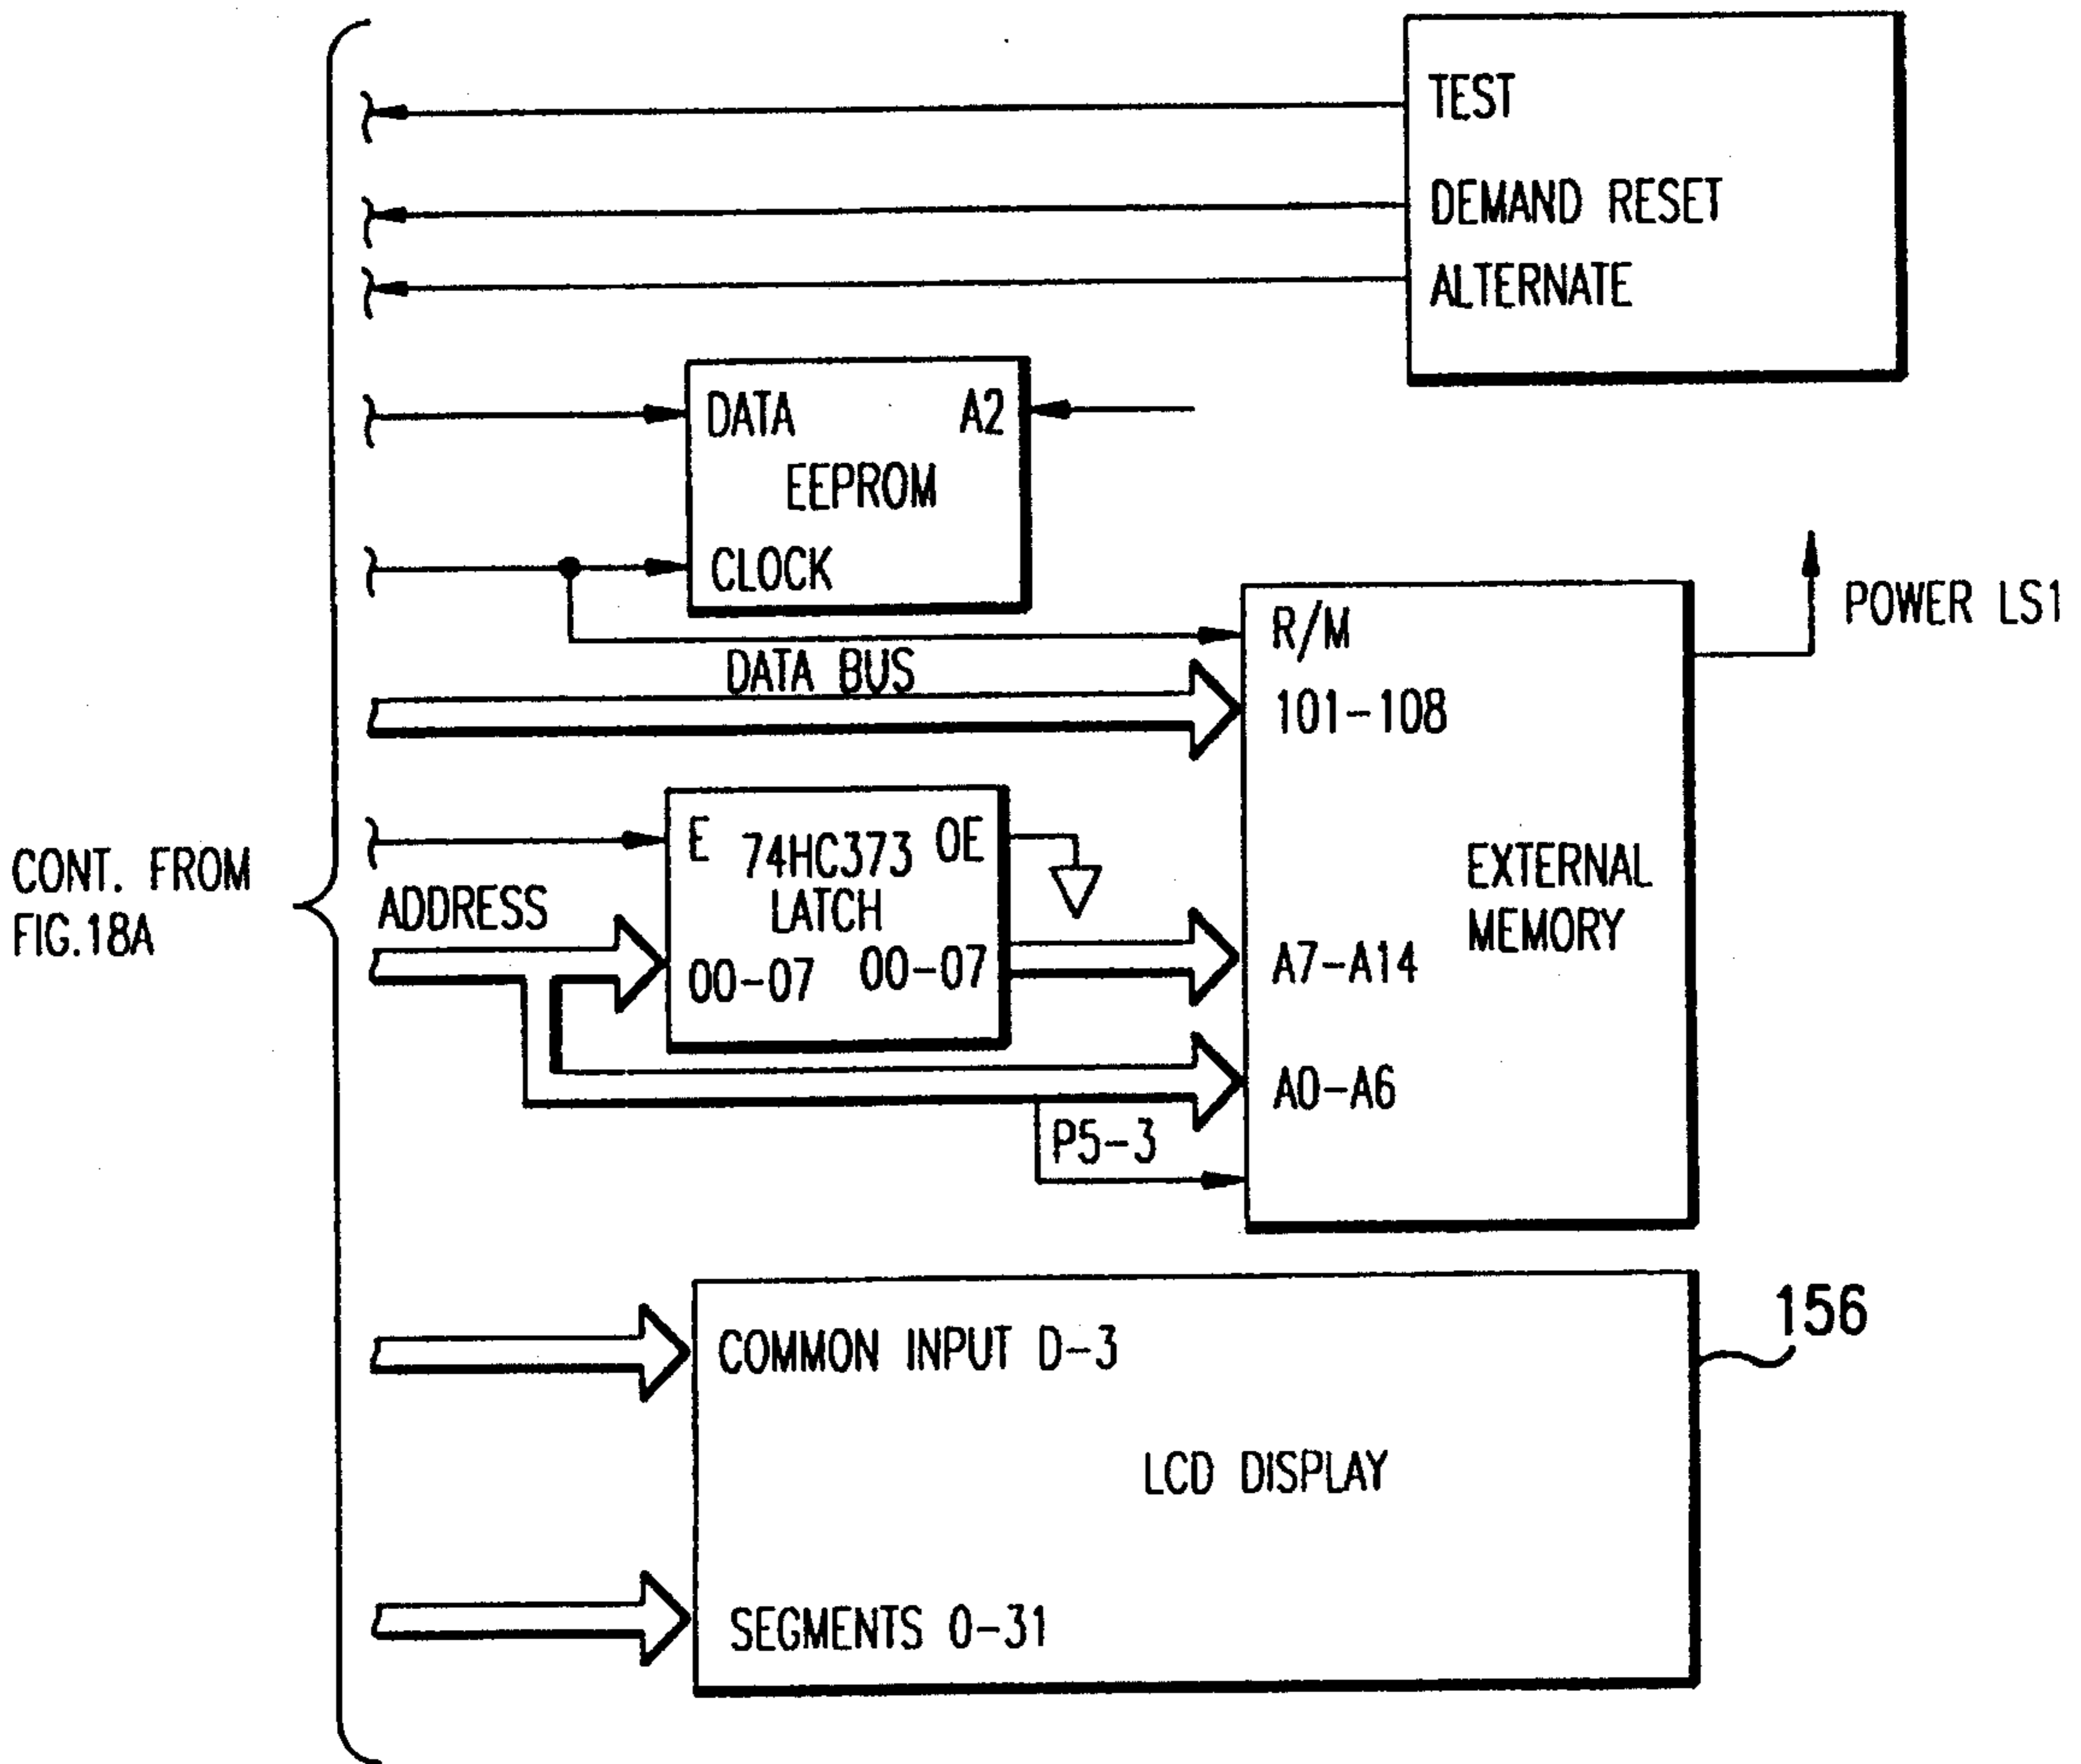 TEST
DEMAND RESET
ALTERNATE
DATA A2
EEPROM
CLOCK
POWER LS1
R/M
DATA BUS
101-108
E 74HC373 OE
LATCH
00-07 00-07
CONT. FROM
FIG.18A
ADDRESS
EXTERNAL
MEMORY
A7-A14
A0-A6
P5-3
COMMON INPUT D-3
156
LCD DISPLAY
SEGMENTS 0-31